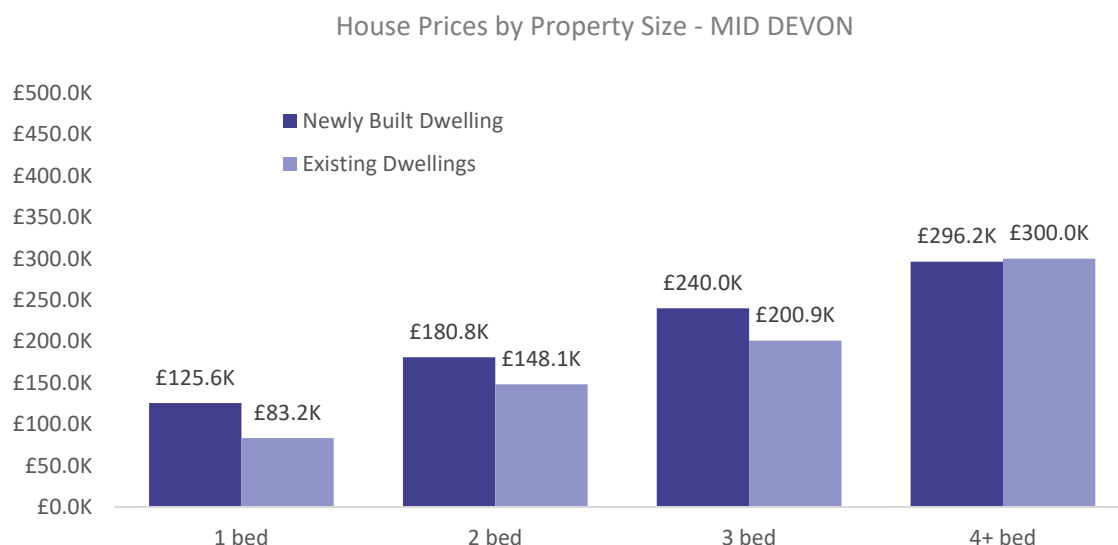 House Prices by Property Size - MID DEVON
£500.0K
£450.0K
£400.0K
£350.0K
£300.0K
£250.0K
£200.0K
£150.0K
£100.0K
£50.0K
£0.0K
Newly Built Dwelling
Existing Dwellings
£125.6K
£83.2K
£180.8K
£148.1K
£240.0K
£200.9K
£296.2K
£300.0K
1 bed
2 bed
3 bed
4+ bed